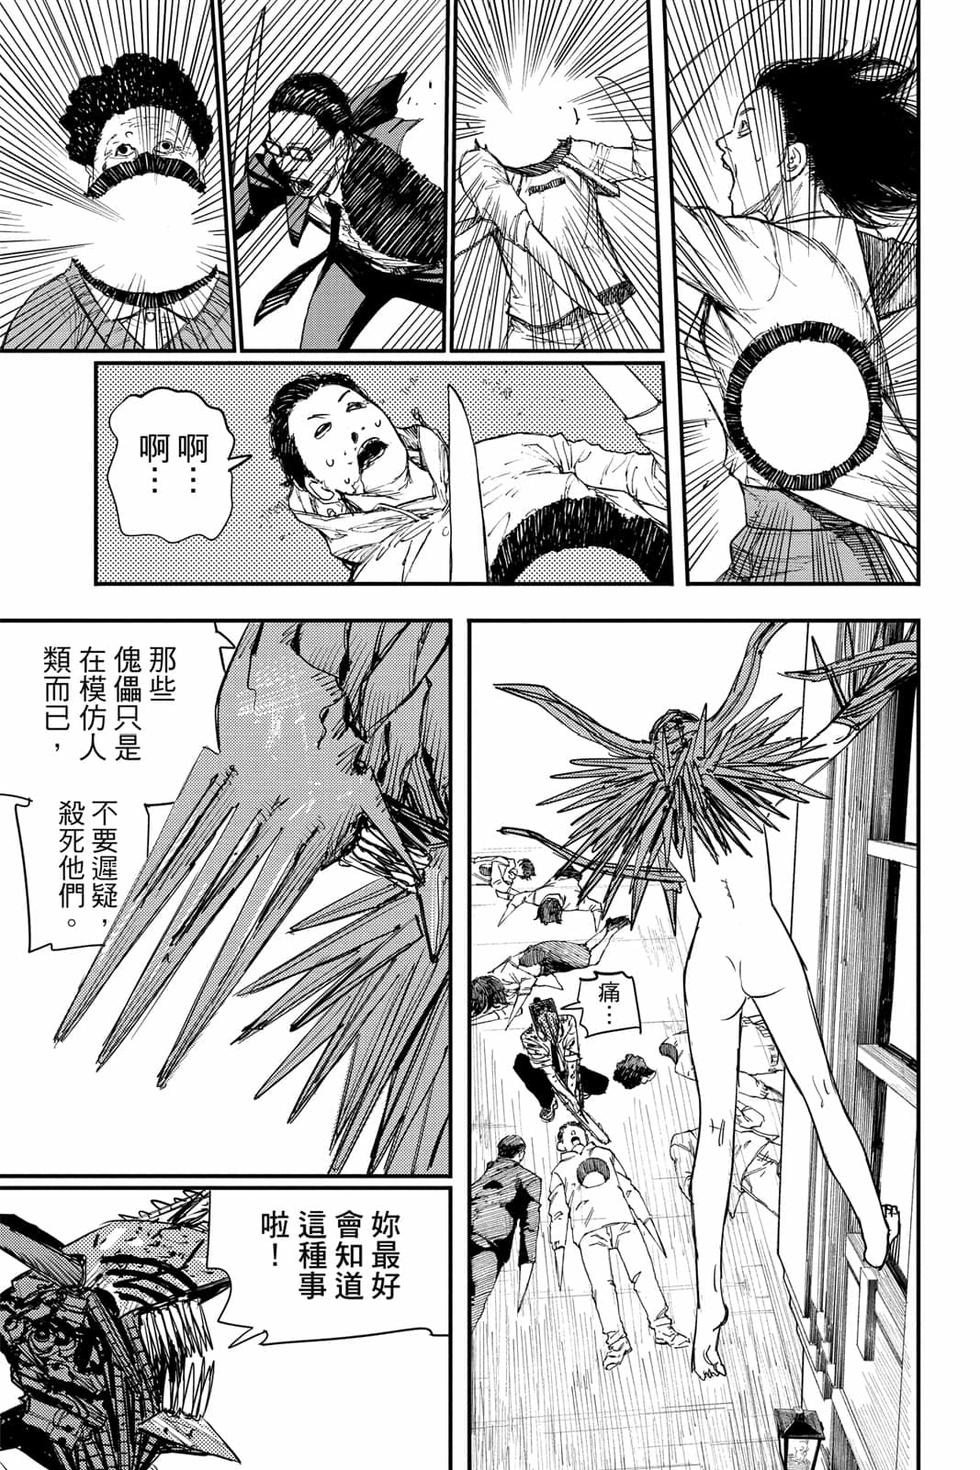 啊…
啊…
痛…
那些
傀儡只是
在模仿人
類而已，
不要遲疑，
殺死他們。
妳最好
會知道
這種事
啦！